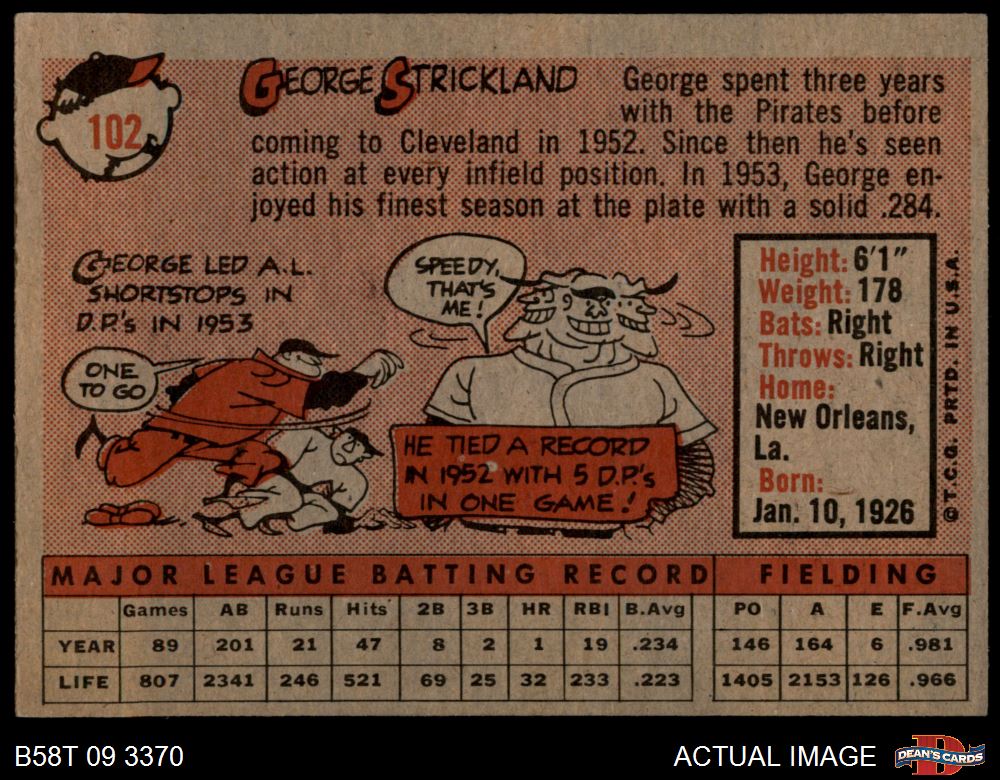 102
GEORGE STRICKLAND
George spent three years
with the Pirates before
coming to Cleveland in 1952. Since then he's seen
action at every infield position. In 1953, George en-
joyed his finest season at the plate with a solid .284.
GEORGE LED A.L.
SHORTSTOPS IN
D.P.'s IN 1953
ONE
TO GO
SPEEDY,
THAT'S
ME!
HE TIED A RECORD
IN 1952 WITH 5 D.P.'s
IN ONE GAME!
Height: 6'1"
Weight: 178
Bats: Right
Throws: Right
Home:
New Orleans,
La.
Born:
Jan. 10, 1926
© T.C.G. PRTD. IN U.S.A.
MAJOR LEAGUE BATTING RECORD FIELDING
Games AB Runs Hits 2B 3B HR RBI B.Avg PO A E F.Avg
YEAR 89 201 21 47 8 2 1 19 .234 146 164 6 .981
LIFE 807 2341 246 521 69 25 32 233 .223 1405 2153 126 .966
B58T 09 3370
ACTUAL IMAGE
D
DEAN'S CARDS